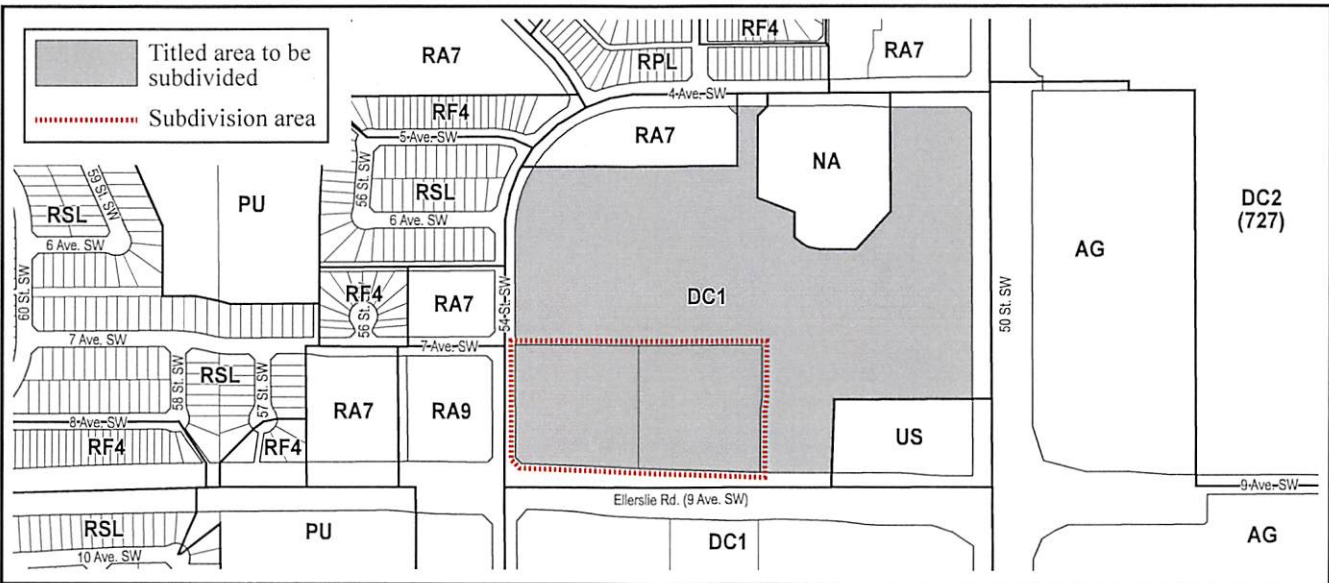 Titled area to be
subdivided
Subdivision area
RF4
RA7
RPL
RA7
4 Ave. SW
RF4
5 Ave. SW
RA7
NA
59 St. SW
56 St. SW
RSL
PU
RSL
6 Ave. SW
6 Ave. SW
DC2
(727)
AG
60 St. SW
RF4
56 St.
RA7
54 St. SW
DC1
50 St. SW
7 Ave. SW
7 Ave. SW
58 St. SW
RSL
57 St. SW
RA7
RA9
8 Ave. SW
RF4
RF4
US
Ellerslie Rd. (9 Ave. SW)
9 Ave. SW
RSL
PU
DC1
AG
10 Ave. SW